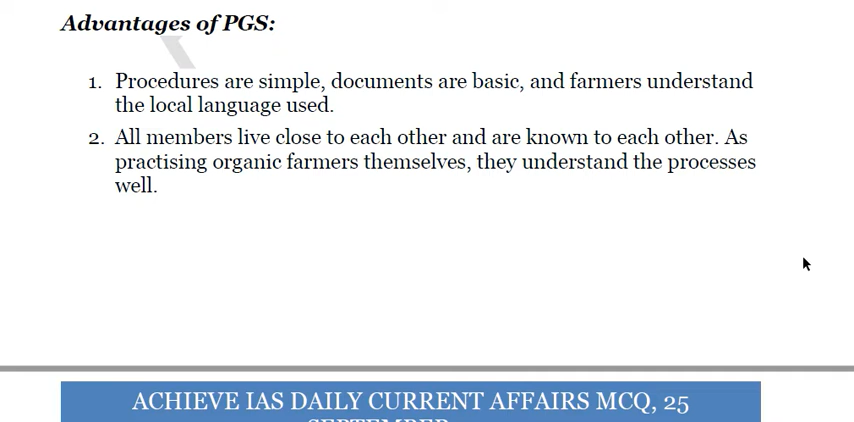 Advantages of PGS:
1. Procedures are simple, documents are basic, and farmers understand
the local language used.
2. All members live close to each other and are known to each other. As
practising organic farmers themselves, they understand the processes
well.
ACHIEVE IAS DAILY CURRENT AFFAIRS MCQ, 25